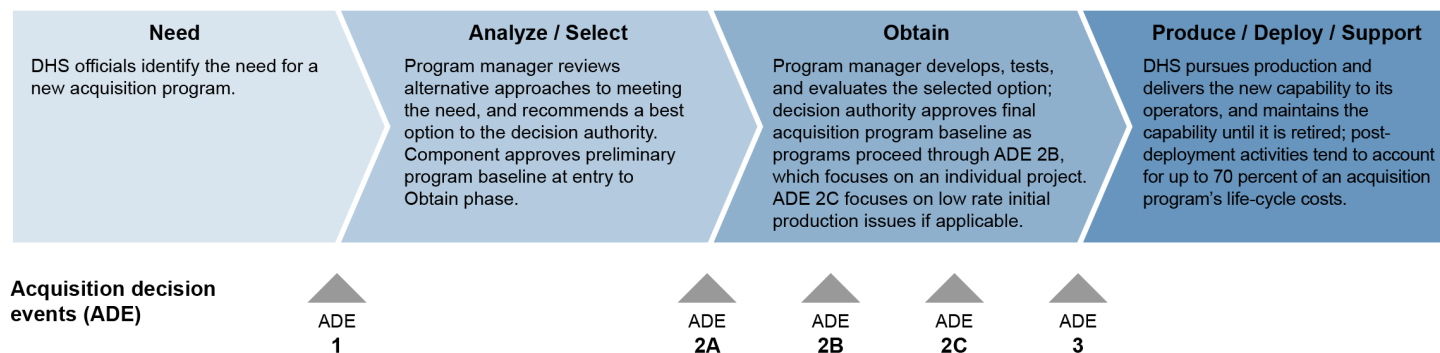 Need
DHS officials identify the need for a
new acquisition program.
Analyze / Select
Program manager reviews
alternative approaches to meeting
the need, and recommends a best
option to the decision authority.
Component approves preliminary
program baseline at entry to
Obtain phase.
Obtain
Program manager develops, tests,
and evaluates the selected option;
decision authority approves final
acquisition program baseline as
programs proceed through ADE 2B,
which focuses on an individual project.
ADE 2C focuses on low rate initial
production issues if applicable.
Produce / Deploy / Support
DHS pursues production and
delivers the new capability to its
operators, and maintains the
capability until it is retired; post-
deployment activities tend to account
for up to 70 percent of an acquisition
program’s life-cycle costs.
Acquisition decision
events (ADE)
ADE
1
ADE
2A
ADE
2B
ADE
2C
ADE
3